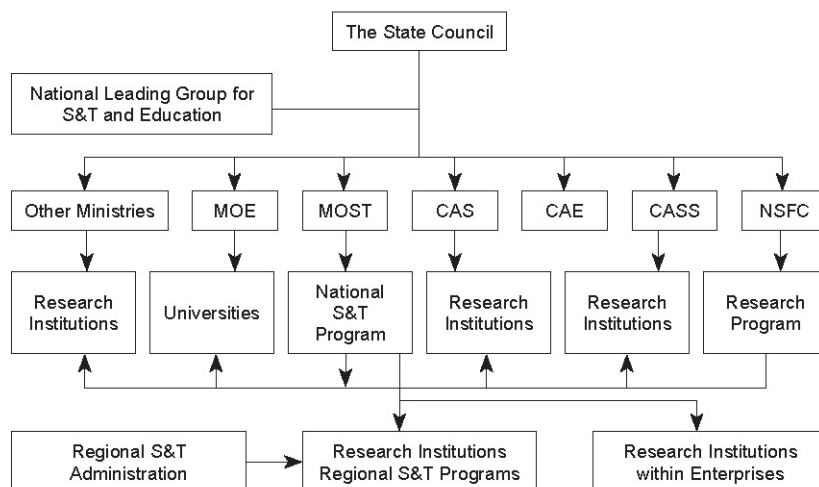 The State Council
National Leading Group for
S&T and Education
Other Ministries
MOE
MOST
CAS
CAE
CASS
NSFC
Research
Institutions
Universities
National
S&T
Program
Research
Institutions
Research
Institutions
Research
Program
Regional S&T
Administration
Research Institutions
Regional S&T Programs
Research Institutions
within Enterprises